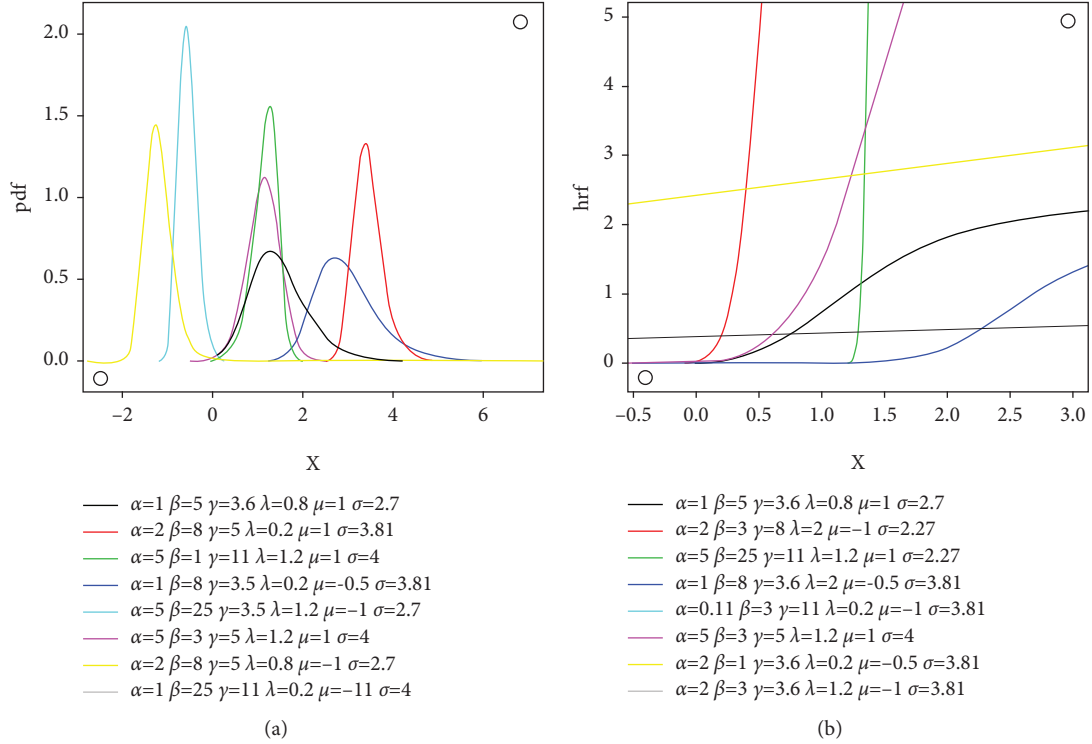 2.0
1.5
1.0
0.5
0.0
pdf
−2
0
2
4
6
X
α=1 β=5 γ=3.6 λ=0.8 μ=1 σ=2.7
α=2 β=8 γ=5 λ=0.2 μ=1 σ=3.81
α=5 β=1 γ=11 λ=1.2 μ=1 σ=4
α=1 β=8 γ=3.5 λ=0.2 μ=-0.5 σ=3.81
α=5 β=25 γ=3.5 λ=1.2 μ=−1 σ=2.7
α=5 β=3 γ=5 λ=1.2 μ=1 σ=4
α=2 β=8 γ=5 λ=0.8 μ=−1 σ=2.7
α=1 β=25 γ=11 λ=0.2 μ=−11 σ=4
(a)
5
4
3
2
1
0
hrf
−0.5
0.0
0.5
1.0
1.5
2.0
2.5
3.0
X
α=1 β=5 γ=3.6 λ=0.8 μ=1 σ=2.7
α=2 β=3 γ=8 λ=2 μ=−1 σ=2.27
α=5 β=25 γ=11 λ=1.2 μ=1 σ=2.27
α=1 β=8 γ=3.6 λ=2 μ=-0.5 σ=3.81
α=0.11 β=3 γ=11 λ=0.2 μ=−1 σ=3.81
α=5 β=3 γ=5 λ=1.2 μ=1 σ=4
α=2 β=1 γ=3.6 λ=0.2 μ=-0.5 σ=3.81
α=2 β=3 γ=3.6 λ=1.2 μ=−1 σ=3.81
(b)